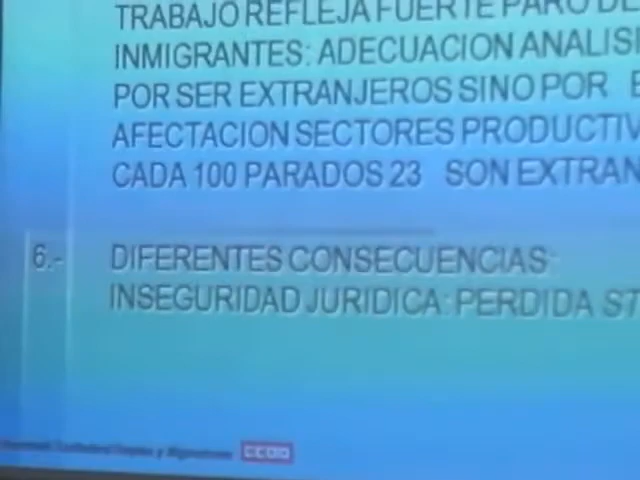 TRABAJO REFLEJA FUERTE PARO DE
INMIGRANTES: ADECUACION ANALISI
POR SER EXTRANJEROS SINO POR E
AFECTACION SECTORES PRODUCTIV
CADA 100 PARADOS 23 SON EXTRAN
6.- DIFERENTES CONSECUENCIAS:
INSEGURIDAD JURIDICA: PERDIDA ST
y CCOO